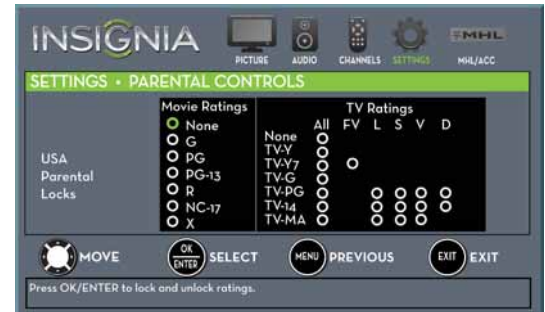 INSIGNIA
PICTURE AUDIO CHANNELS SETTINGS MHL/ACC
MHL
SETTINGS • PARENTAL CONTROLS
USA
Parental
Locks
Movie Ratings
None
G
PG
PG-13
R
NC-17
X
TV Ratings
All FV L S V D
None
TV-Y
TV-Y7
TV-G
TV-PG
TV-14
TV-MA
MOVE OK/ENTER SELECT MENU PREVIOUS EXIT EXIT
Press OK/ENTER to lock and unlock ratings.